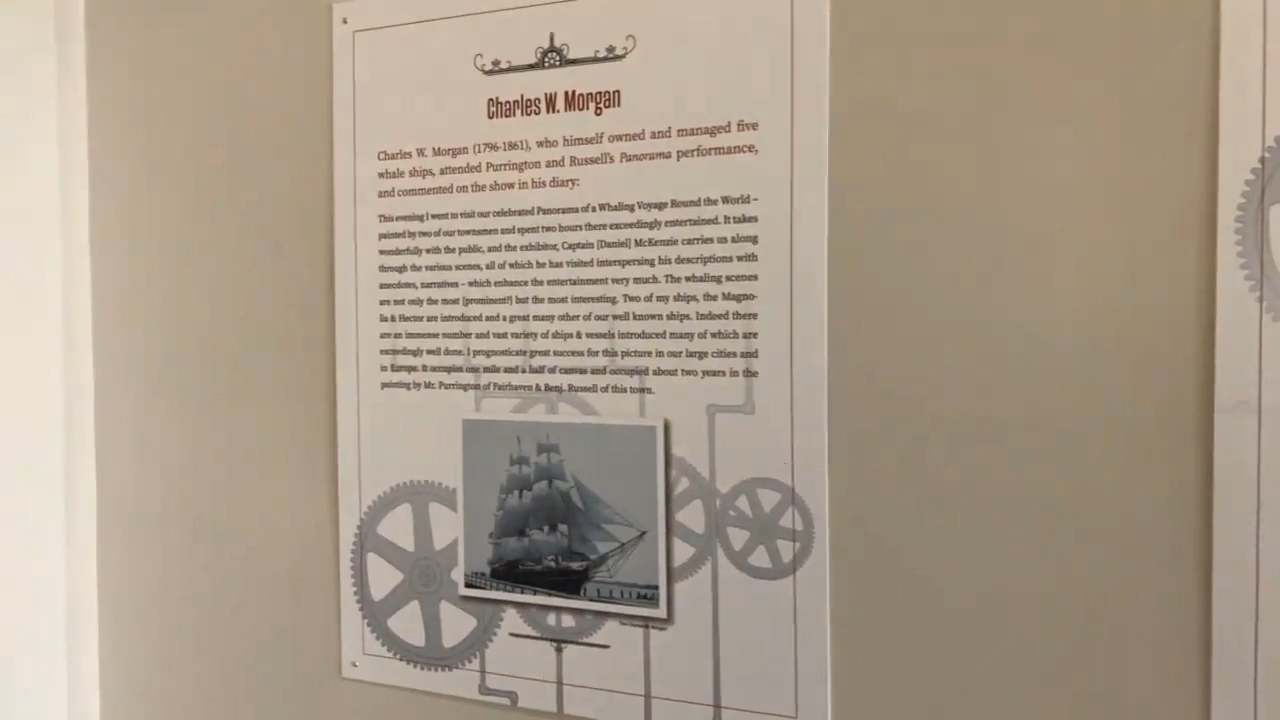 Charles W. Morgan
Charles W. Morgan (1796-1861), who himself owned and managed five
whale ships, attended Purrington and Russell's Panorama performance,
and commented on the show in his diary:
This evening I went to visit our celebrated Panorama of a Whaling Voyage Round the World –
painted by two of our townsmen and spent two hours there exceedingly entertained. It takes
wonderfully with the public, and the exhibitor, Captain [Daniel] McKenzie carries us along
through the various scenes, all of which he has visited interspersing his descriptions with
anecdotes, narratives – which enhance the entertainment very much. The whaling scenes
are not only the most [prominent?] but the most interesting. Two of my ships, the Magno-
lia & Hector are introduced and a great many other of our well known ships. Indeed there
are an immense number and vast variety of ships & vessels introduced many of which are
exceedingly well done. I prognosticate great success for this picture in our large cities and
in Europe. It occupies one mile and a half of canvas and occupied about two years in the
painting by Mr. Purrington of Fairhaven & Benj. Russell of this town.